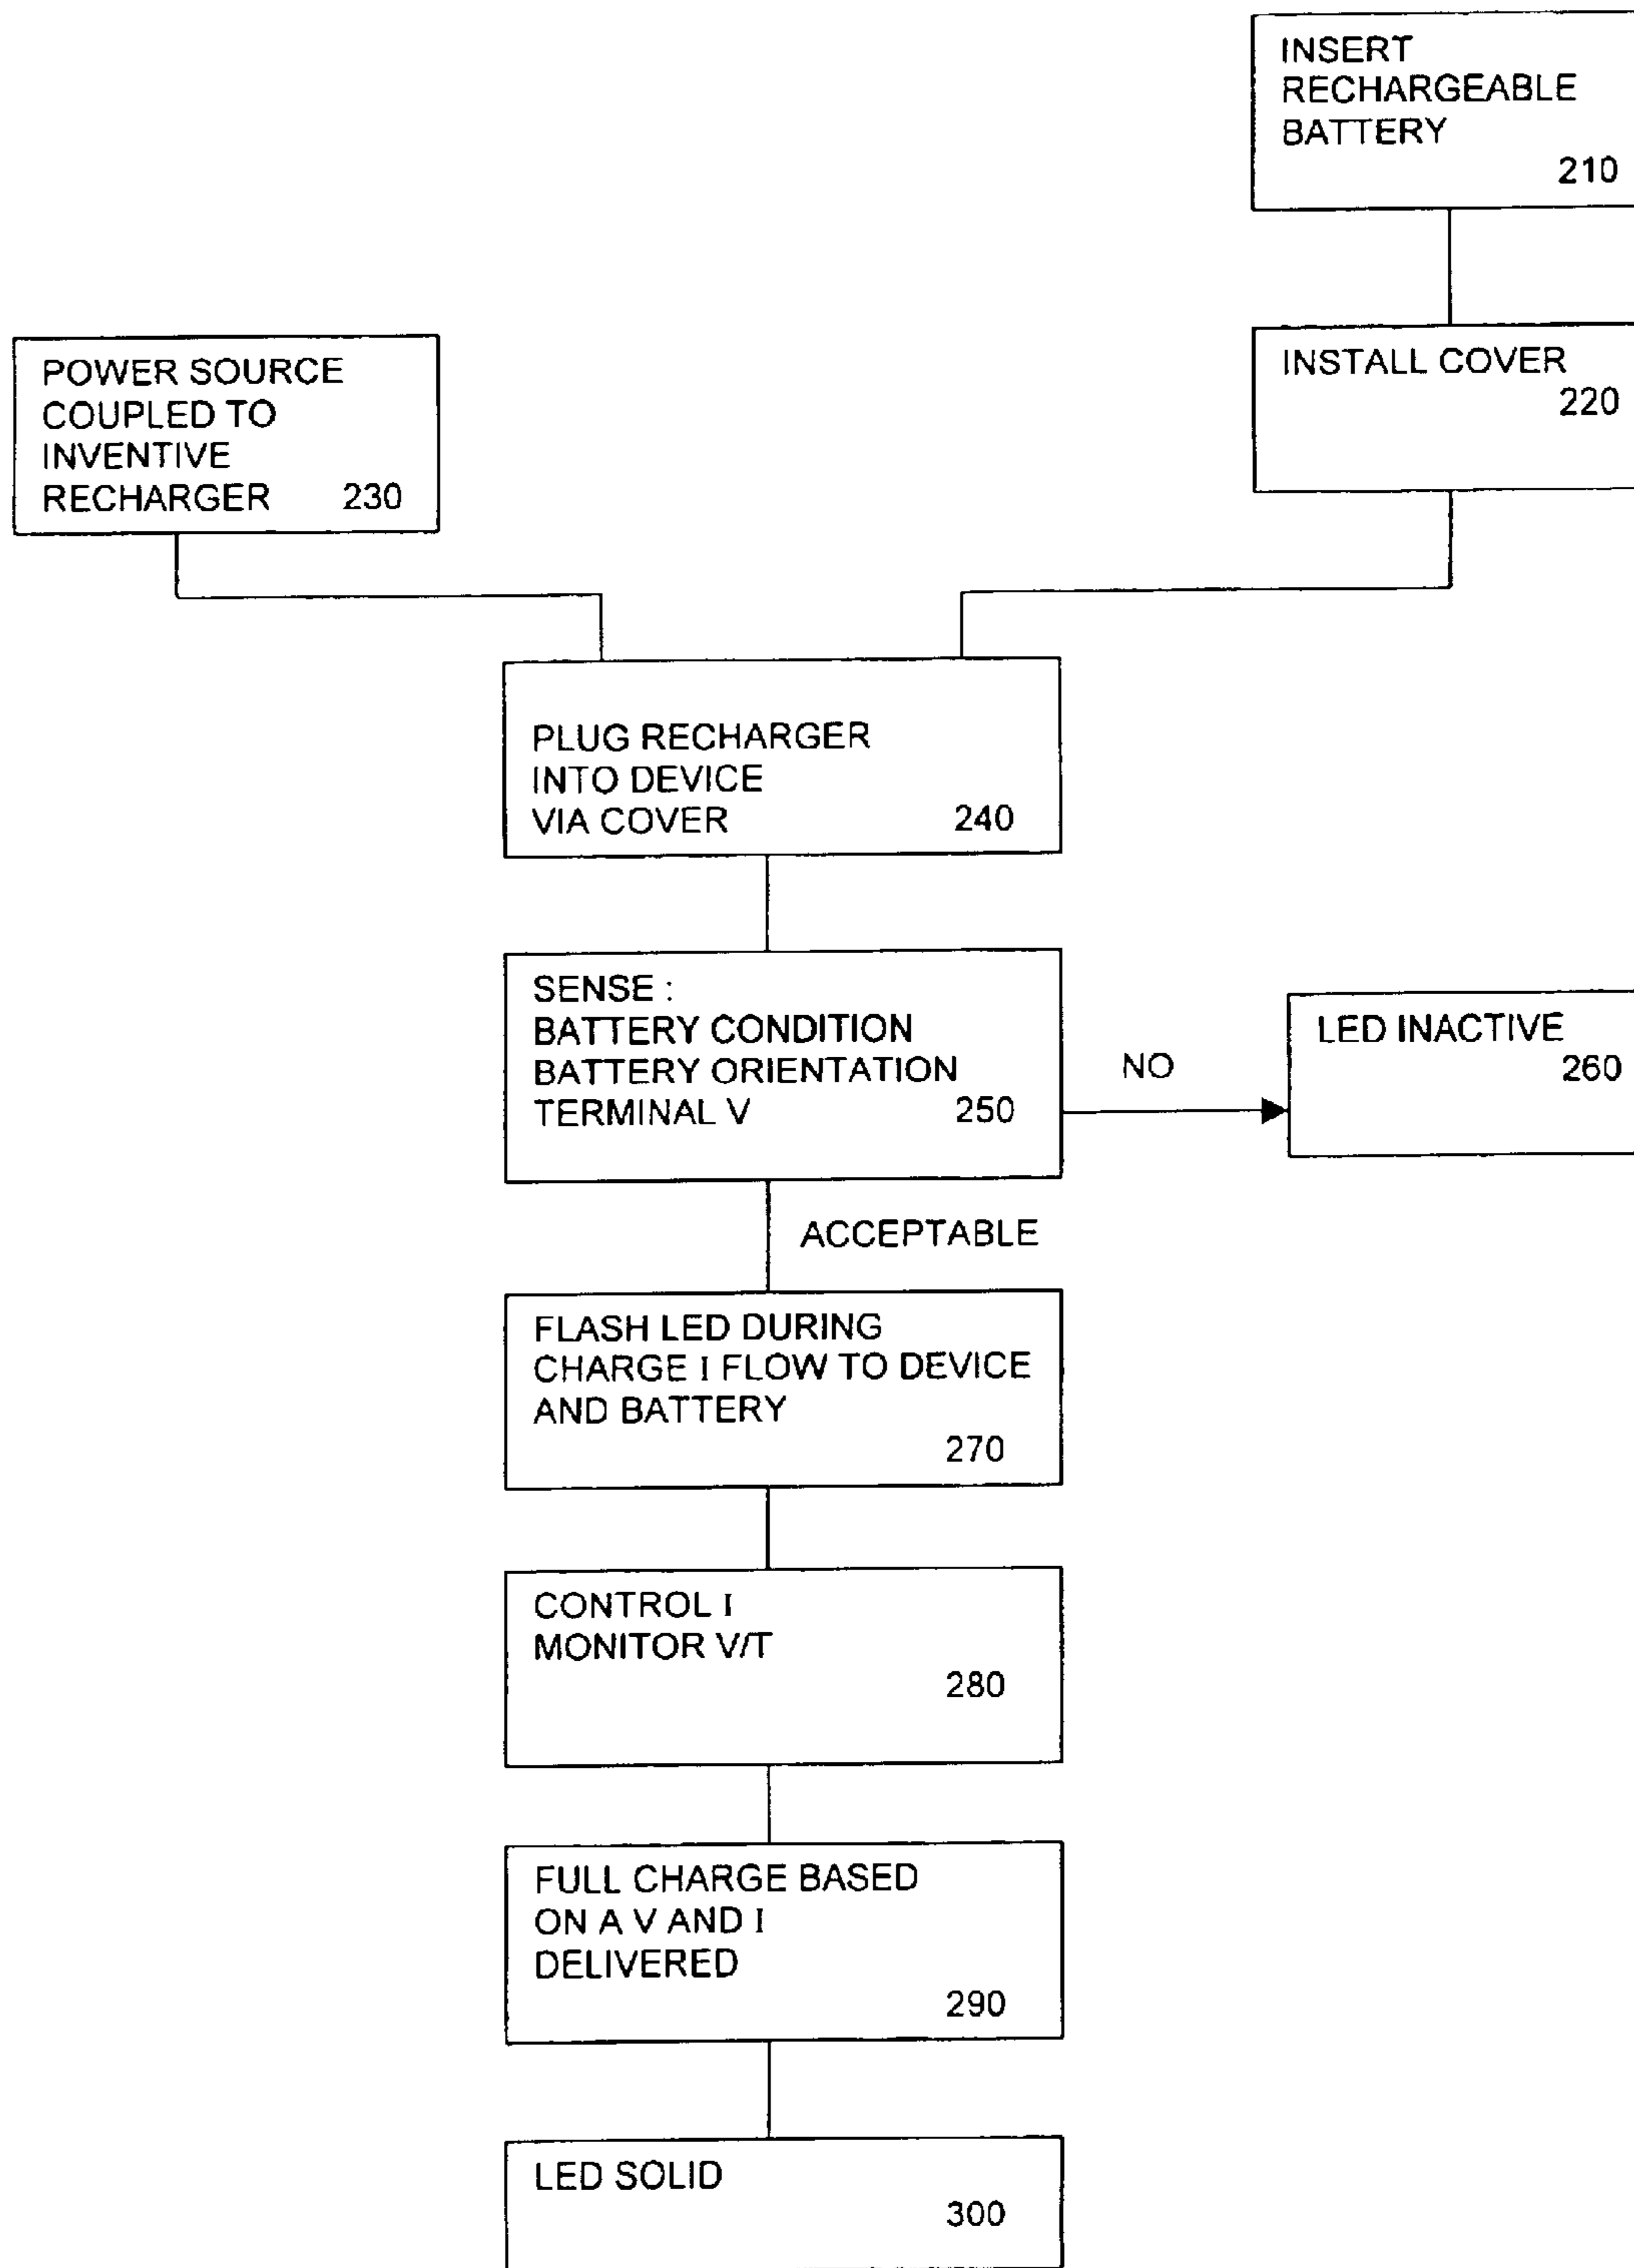 INSERT
RECHARGEABLE
BATTERY
210
INSTALL COVER
220
POWER SOURCE
COUPLED TO
INVENTIVE
RECHARGER 230
PLUG RECHARGER
INTO DEVICE
VIA COVER 240
SENSE :
BATTERY CONDITION
BATTERY ORIENTATION
TERMINAL V 250
NO
LED INACTIVE
260
ACCEPTABLE
FLASH LED DURING
CHARGE I FLOW TO DEVICE
AND BATTERY
270
CONTROL I
MONITOR V/T
280
FULL CHARGE BASED
ON A V AND I
DELIVERED
290
LED SOLID
300